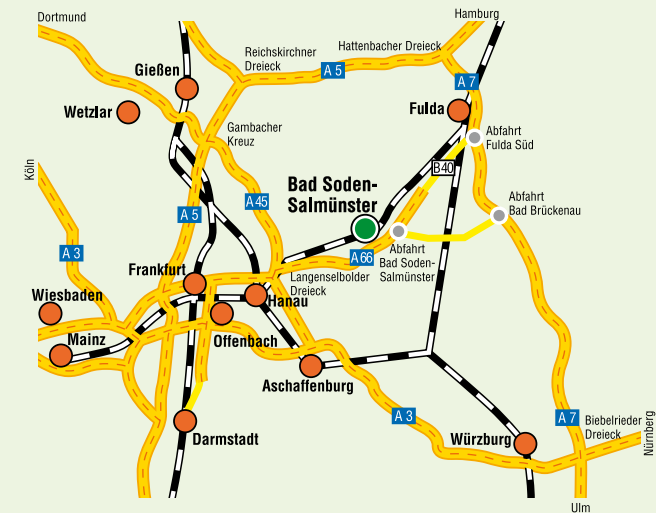 Dortmund
Hamburg
Reichskirchner
Dreieck
Hattenbacher Dreieck
Gießen
A 5
A 7
Wetzlar
Fulda
Gambacher
Kreuz
Abfahrt
Fulda Süd
Köln
B40
Bad Soden-
Salmünster
A 5
A45
Abfahrt
Bad Brückenau
A 3
A66
Abfahrt
Bad Soden-
Salmünster
Frankfurt
Langenselbolder
Dreieck
Wiesbaden
Hanau
Mainz
Offenbach
Aschaffenburg
A 3
A 7
Biebelrieder
Dreieck
Nürnberg
Darmstadt
Würzburg
Ulm